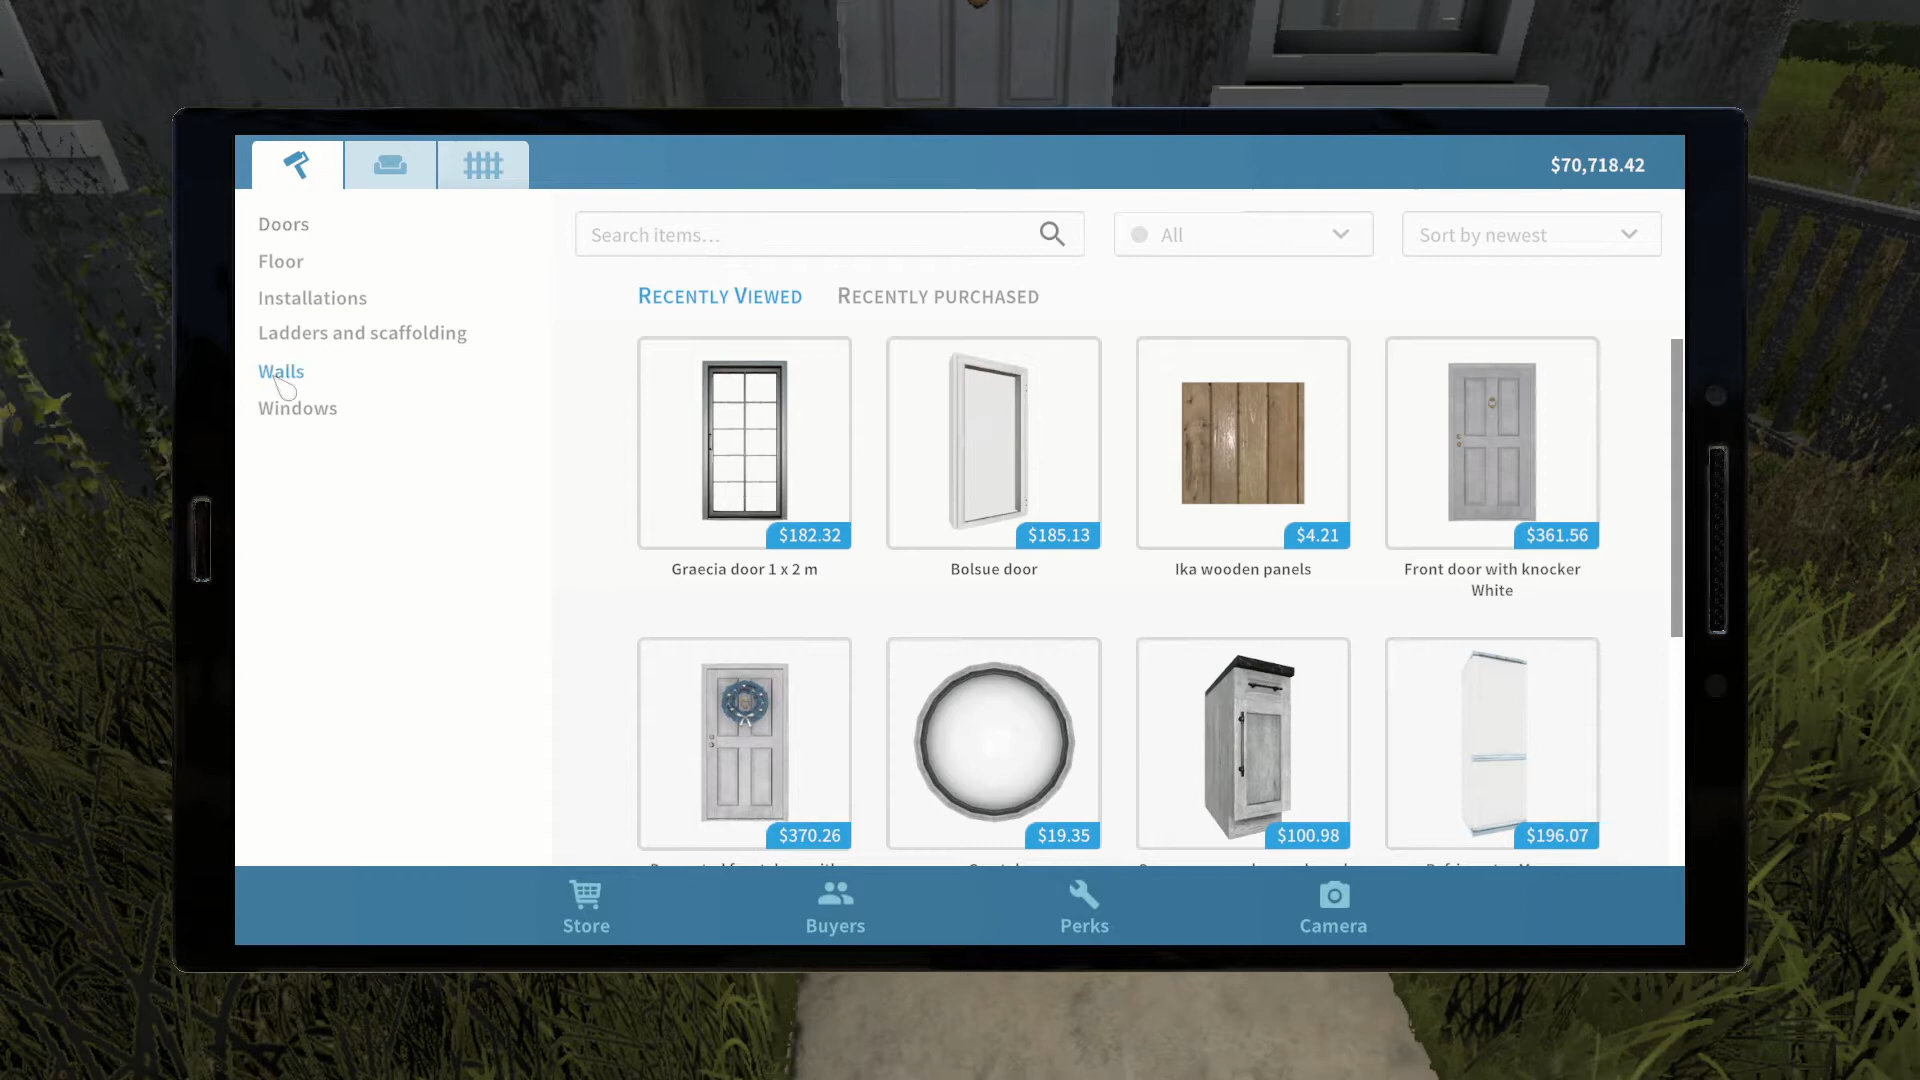 $70,718.42
Doors
Floor
Installations
Ladders and scaffolding
Walls
Windows
Search items...
All
Sort by newest
RECENTLY VIEWED
RECENTLY PURCHASED
$182.32
$185.13
$4.21
$361.56
Graecia door 1 x 2 m
Bolsue door
Ika wooden panels
Front door with knocker
White
$370.26
$19.35
$100.98
$196.07
Store
Buyers
Perks
Camera